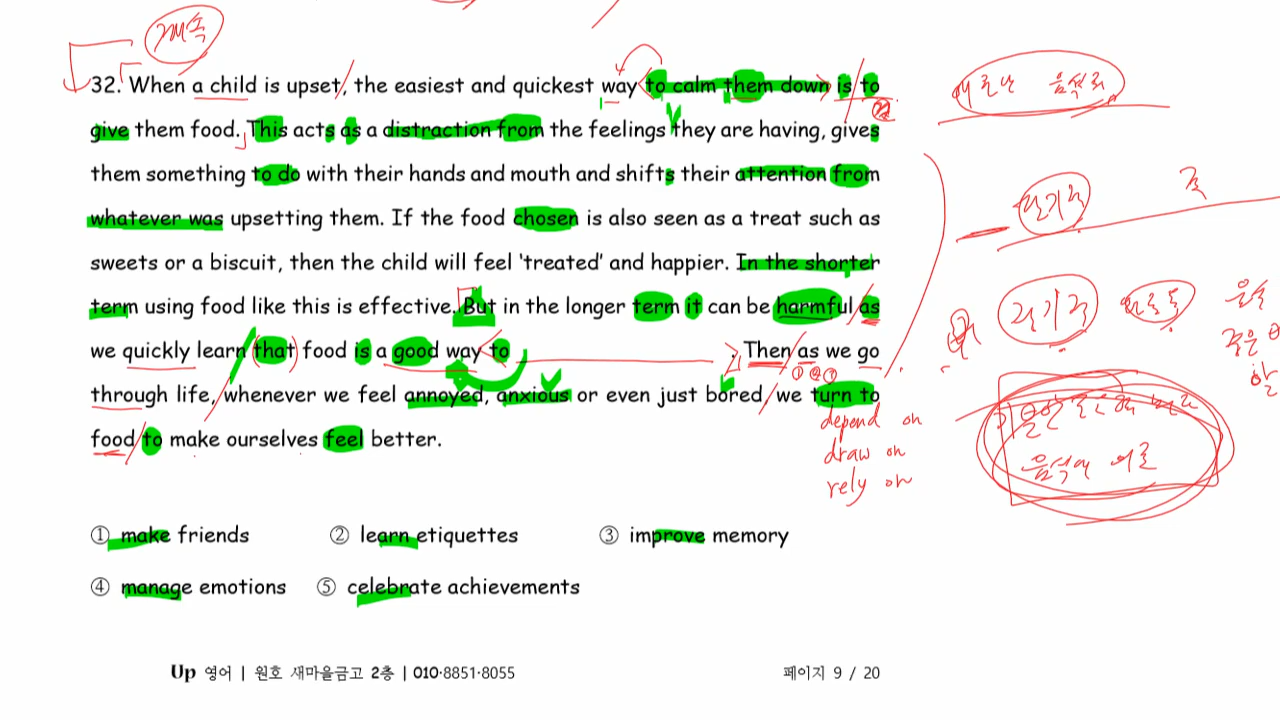 계속
32. When a child is upset, the easiest and quickest way to calm them down is to
give them food. This acts as a distraction from the feelings they are having, gives
them something to do with their hands and mouth and shifts their attention from
whatever was upsetting them. If the food chosen is also seen as a treat such as
sweets or a biscuit, then the child will feel 'treated' and happier. In the shorter
term using food like this is effective. But in the longer term it can be harmful as
we quickly learn that food is a good way to ____________. Then as we go
through life, whenever we feel annoyed, anxious or even just bored, we turn to
food to make ourselves feel better.
depend on
draw on
rely on
음식에
① make friends ② learn etiquettes ③ improve memory
④ manage emotions ⑤ celebrate achievements
Up 영어 | 원호 새마을금고 2층 | 010-8851-8055
페이지 9 / 20